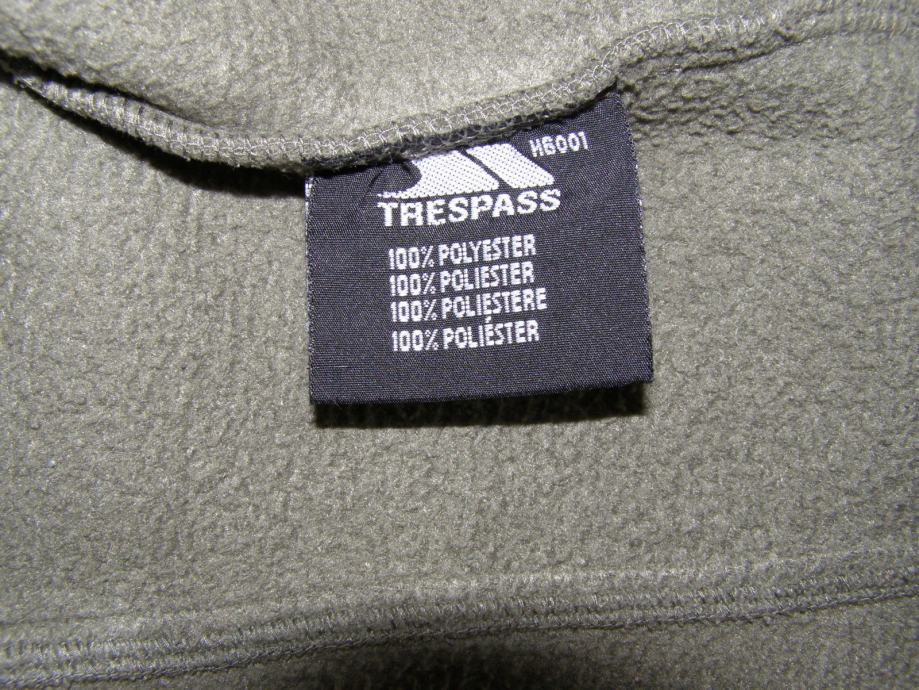 H6001
TRESPASS
100% POLYESTER
100% POLIESTER
100% POLIESTERE
100% POLIÉSTER